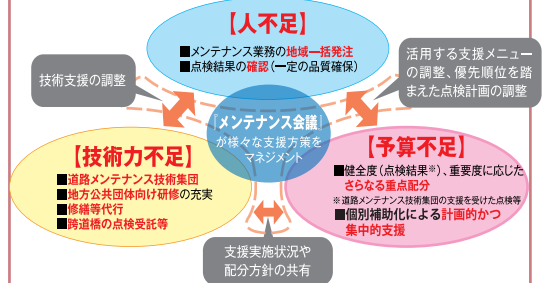 【人不足】
■メンテナンス業務の地域一括発注
■点検結果の確認（一定の品質確保）
技術支援の調整
活用する支援メニュー
の調整、優先順位を踏
まえた点検計画の調整
『メンテナンス会議』
が様々な支援方策を
マネジメント
【技術力不足】
■道路メンテナンス技術集団
■地方公共団体向け研修の充実
■修繕等代行
■跨道橋の点検受託等
【予算不足】
■健全度（点検結果※）、重要度に応じた
さらなる重点配分
※道路メンテナンス技術集団の支援を受けた点検等
■個別補助化による計画的かつ
集中的支援
支援実施状況や
配分方針の共有